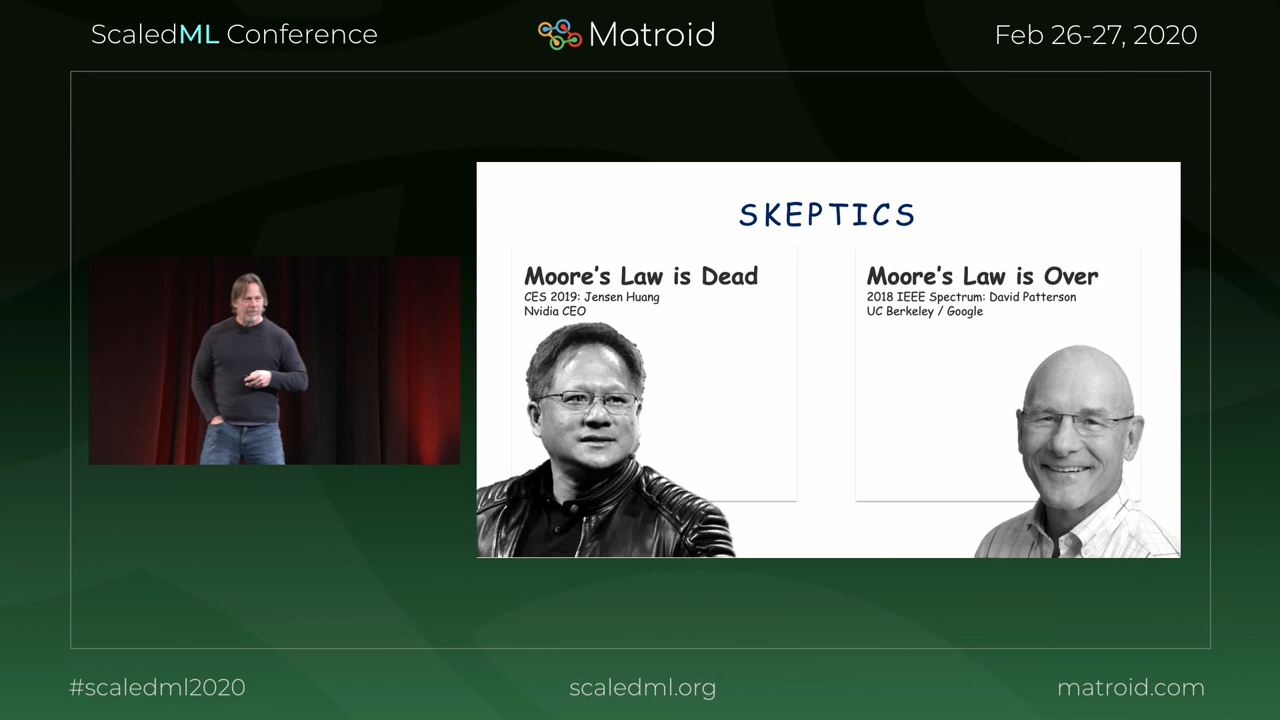 ScaledML Conference
Matroid
Feb 26-27, 2020
SKEPTICS
Moore's Law is Dead
CES 2019: Jensen Huang
Nvidia CEO
Moore's Law is Over
2018 IEEE Spectrum: David Patterson
UC Berkeley / Google
#scaledml2020
scaledml.org
matroid.com